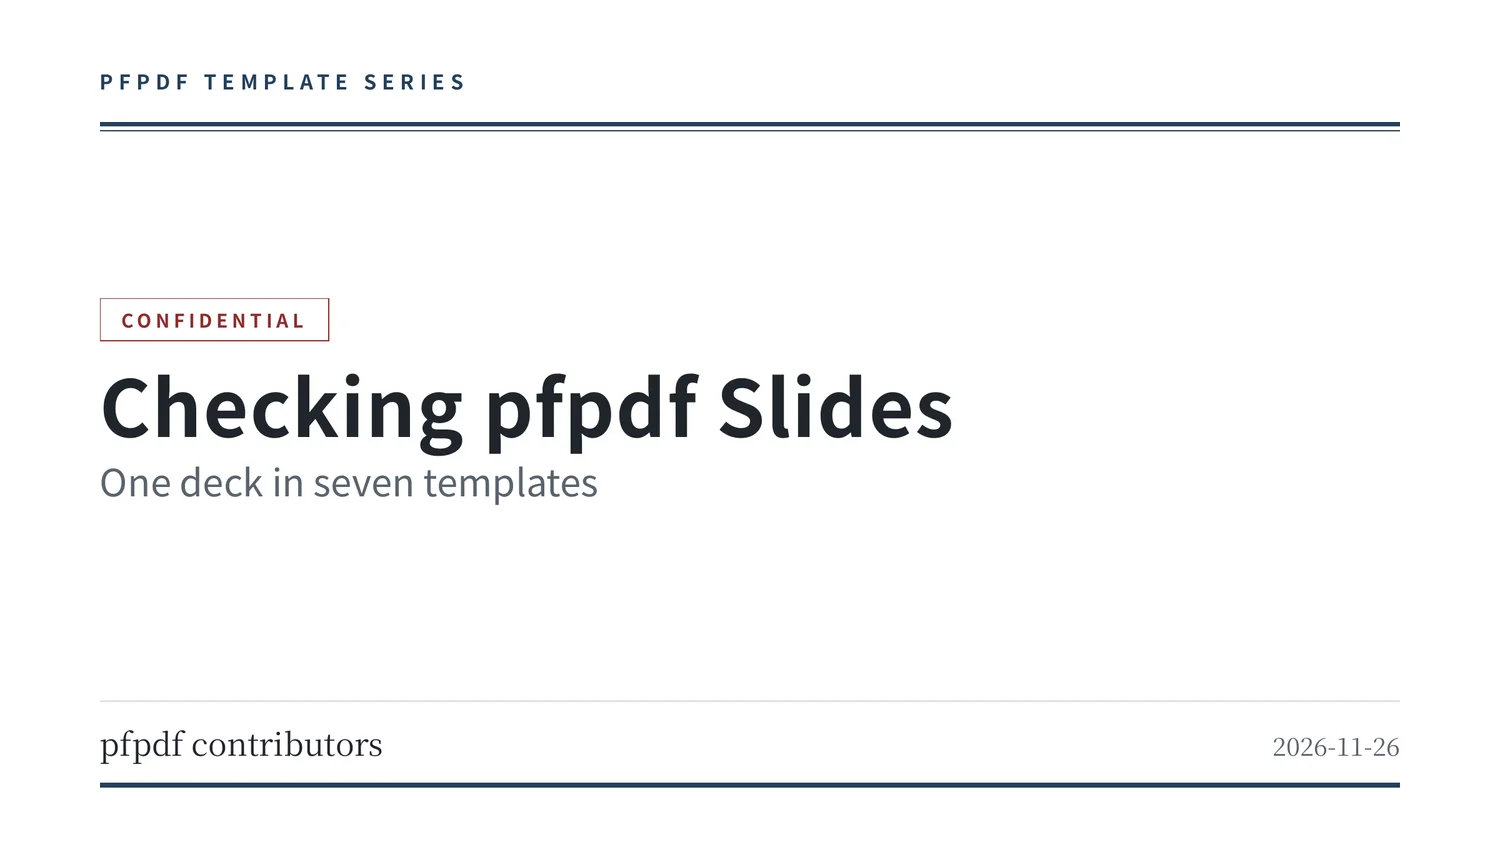 PFPDF TEMPLATE SERIES
CONFIDENTIAL
Checking pfpdf Slides
One deck in seven templates
pfpdf contributors
2026-11-26